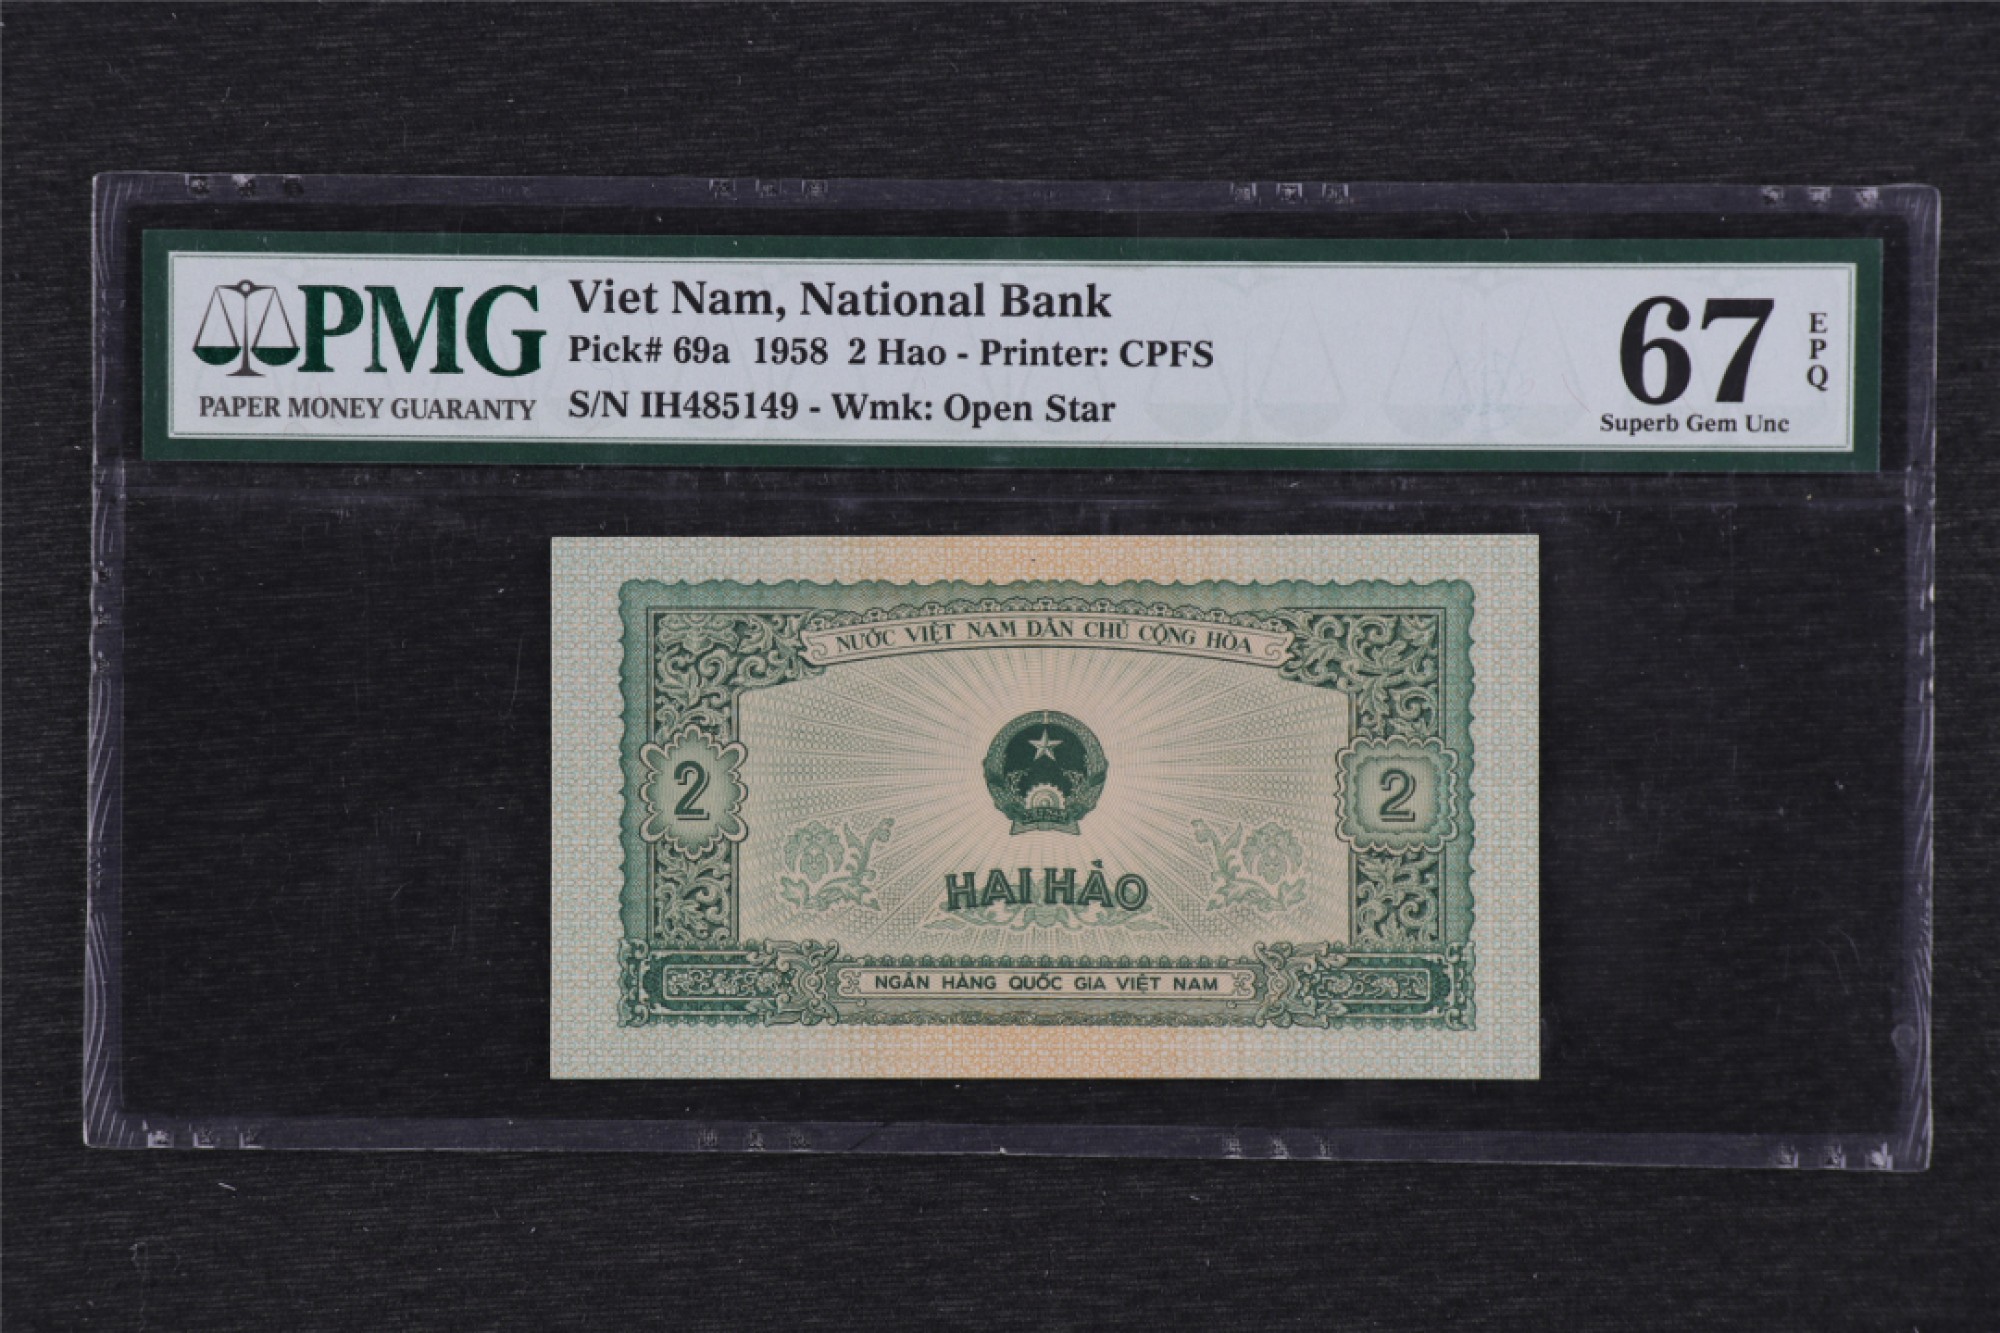 PMG
PAPER MONEY GUARANTY
Viet Nam, National Bank
Pick# 69a 1958 2 Hao - Printer: CPFS
S/N IH485149 - Wmk: Open Star
67
EPQ
Superb Gem Unc
NƯỚC VIỆT NAM DÂN CHỦ CỘNG HÒA
2
2
HAI HÀO
NGÂN HÀNG QUỐC GIA VIỆT NAM